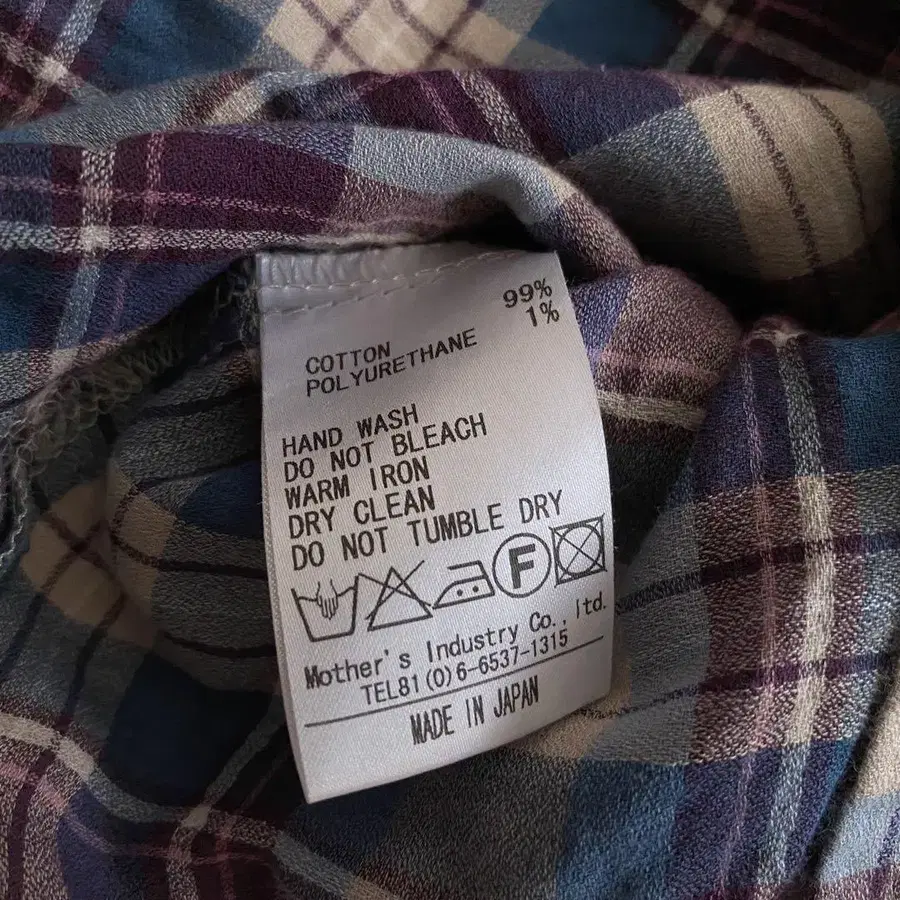 99%
1%
COTTON
POLYURETHANE
HAND WASH
DO NOT BLEACH
WARM IRON
DRY CLEAN
DO NOT TUMBLE DRY
F
Mother's Industry Co., ltd.
TEL81(0)6-6537-1315
MADE IN JAPAN